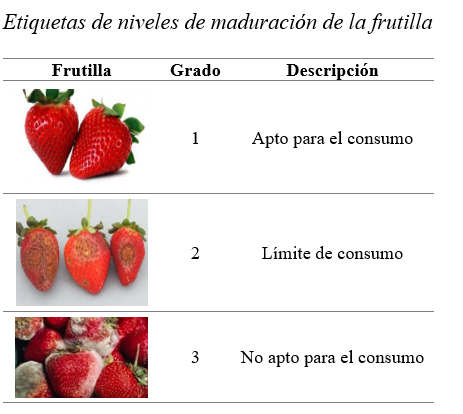 Etiquetas de niveles de maduración de la frutilla
Frutilla Grado Descripción
1 Apto para el consumo
2 Límite de consumo
3 No apto para el consumo